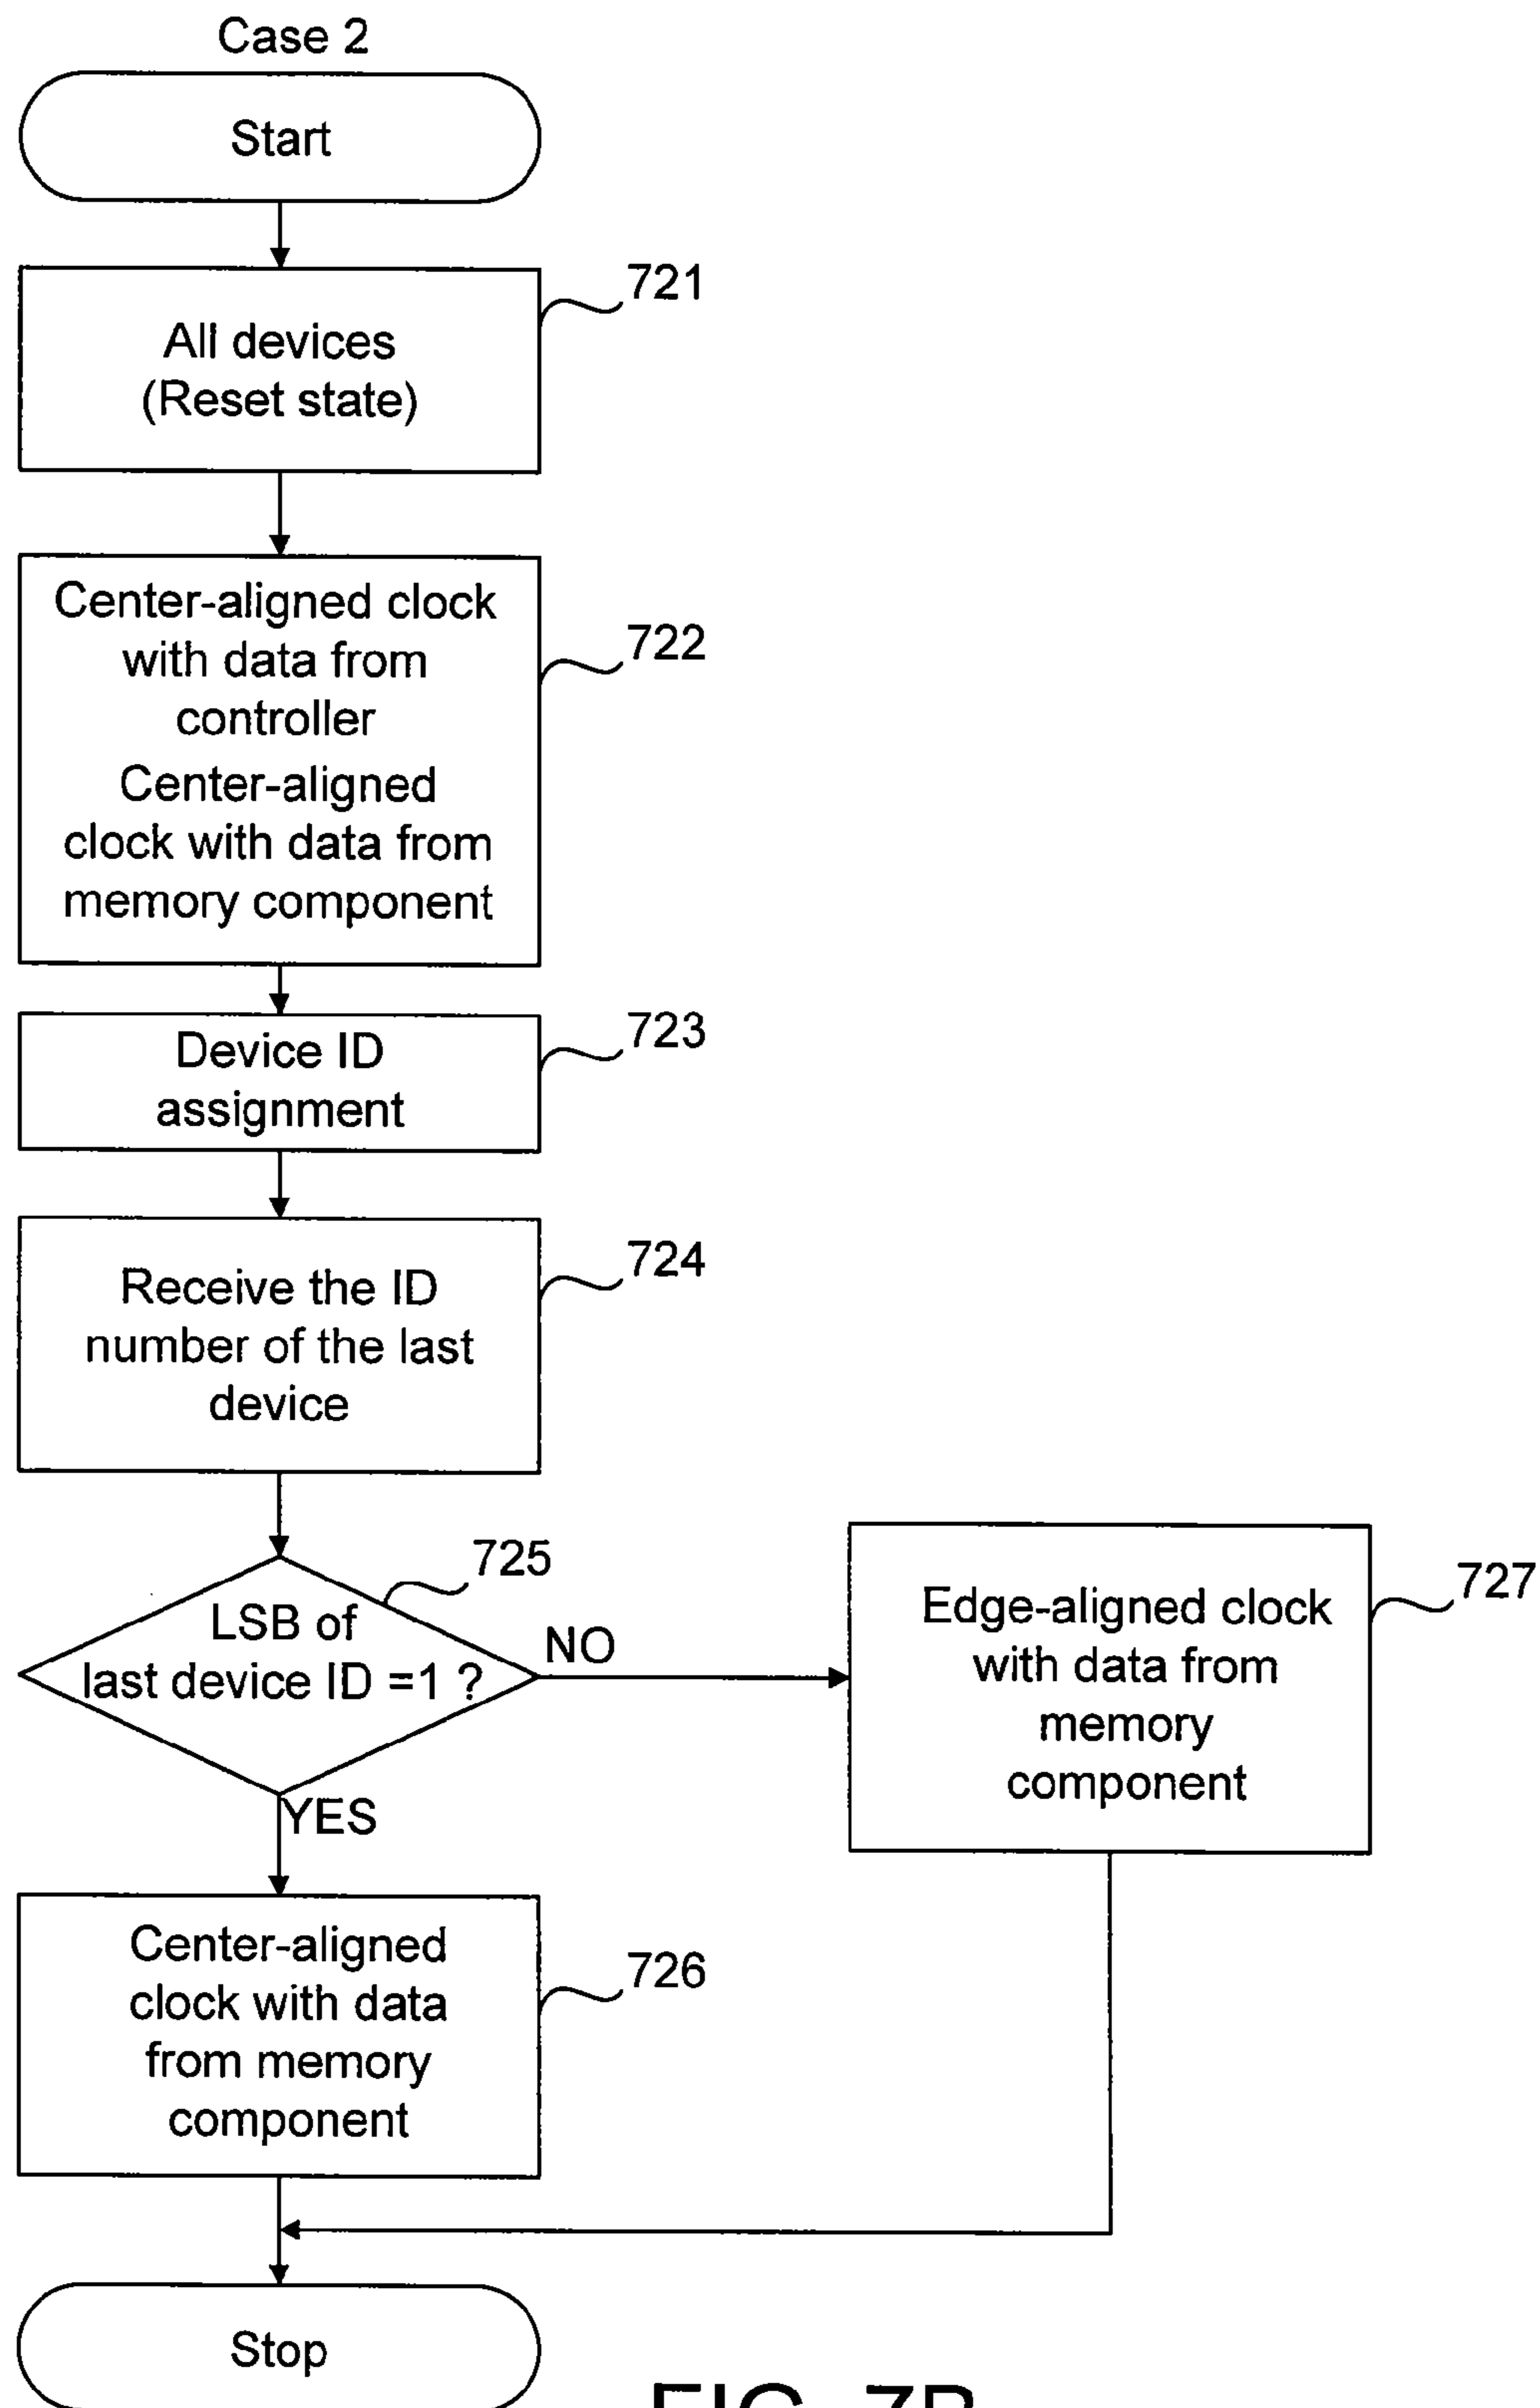 Case 2
Start
721
All devices
(Reset state)
Center-aligned clock
with data from
controller
Center-aligned
clock with data from
memory component
722
Device ID
assignment
723
Receive the ID
number of the last
device
724
725
LSB of
last device ID =1 ?
NO
YES
Edge-aligned clock
with data from
memory
component
727
Center-aligned
clock with data
from memory
component
726
Stop
FIG. 7B